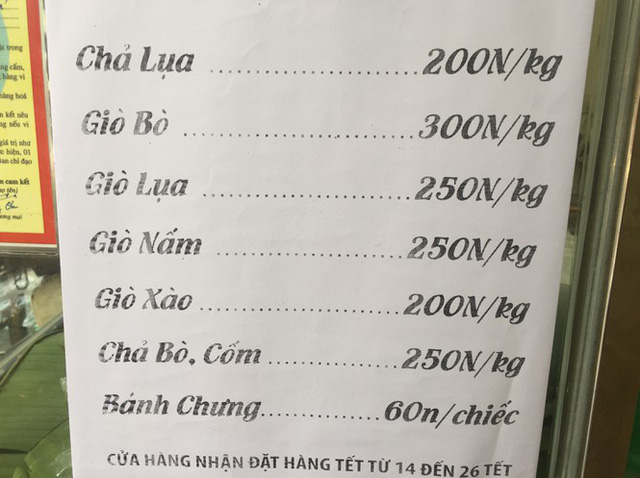 Chả Lụa ........................ 200N/kg
Giò Bò ........................... 300N/kg
Giò Lụa ......................... 250N/kg
Giò Nấm ....................... 250N/kg
Giò Xào ......................... 200N/kg
Chả Bò, Cốm ................ 250N/kg
Bánh Chưng ................ 60n/chiếc
CỬA HÀNG NHẬN ĐẶT HÀNG TẾT TỪ 14 ĐẾN 26 TẾT